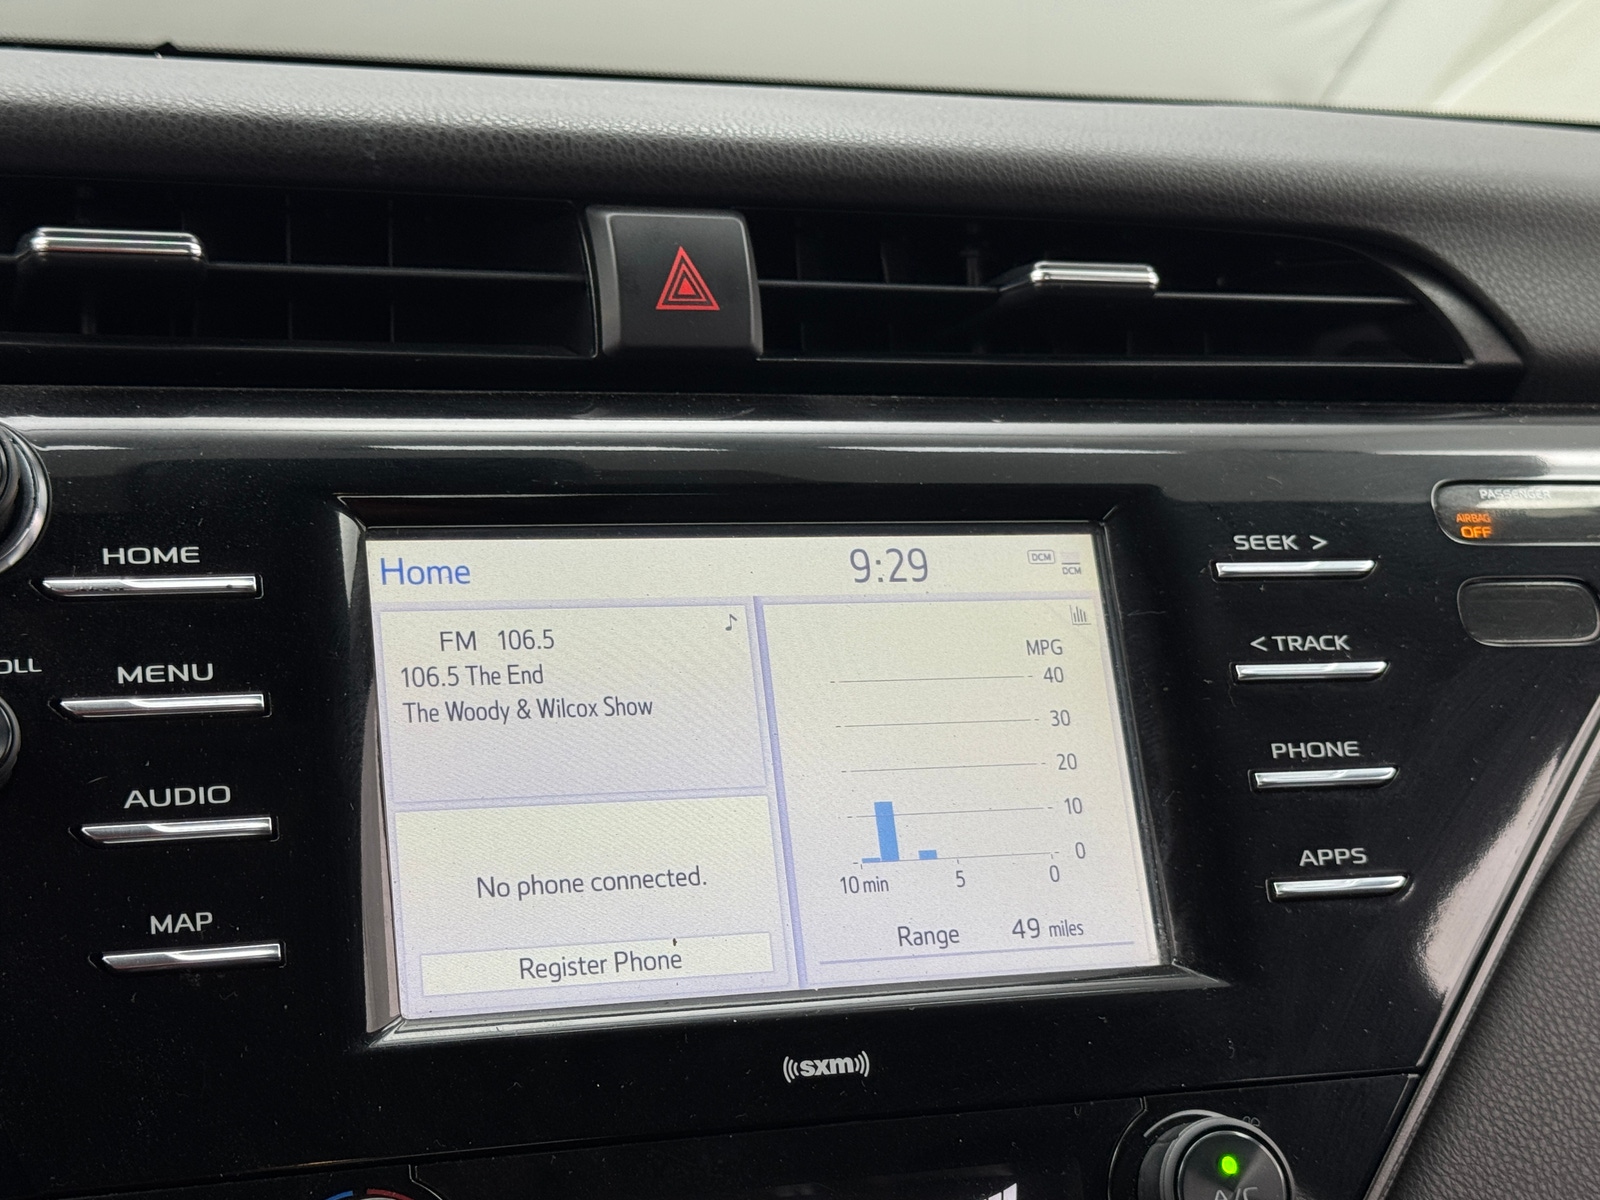 PASSENGER
AIRBAG
OFF
HOME
MENU
OLL
AUDIO
MAP
Home
9:29
DCM
DCM
FM 106.5
106.5 The End
The Woody & Wilcox Show
No phone connected.
Register Phone
MPG
40
30
20
10
0
10 min 5 0
Range 49 miles
SEEK >
< TRACK
PHONE
APPS
((sxm))
A/C